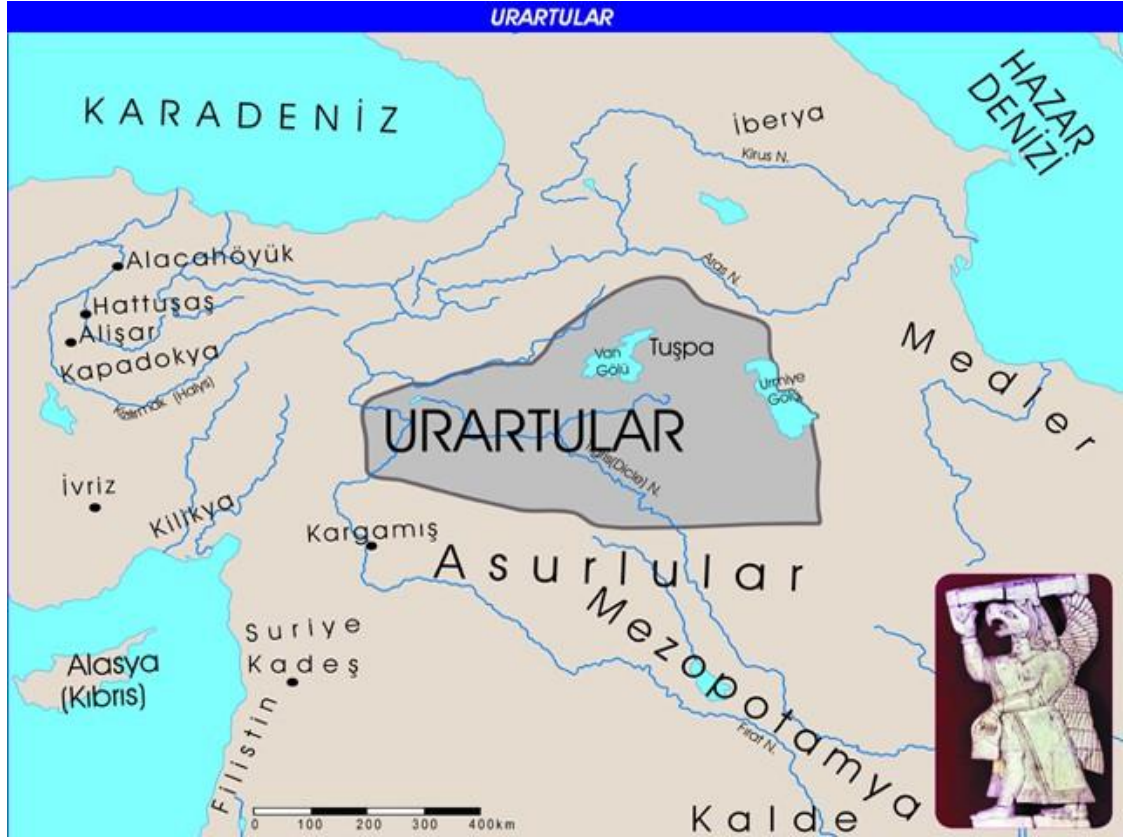 URARTULAR
KARADENİZ
HAZAR
DENİZİ
İberya
Kirus N.
Alacahöyük
Aras N.
Hattuşaş
Alişar
Kapadokya
Kızılırmak (Halys)
Van
Gölü
Tuşpa
Urmiye
Gölü
Medler
URARTULAR
Tigris(Dicle) N.
İvriz
Kilikya
Kargamış
Asurlular
Mezopotamya
Suriye
Kadeş
Alasya
(Kıbrıs)
Filistin
Fırat N.
Kalde
0 100 200 300 400km